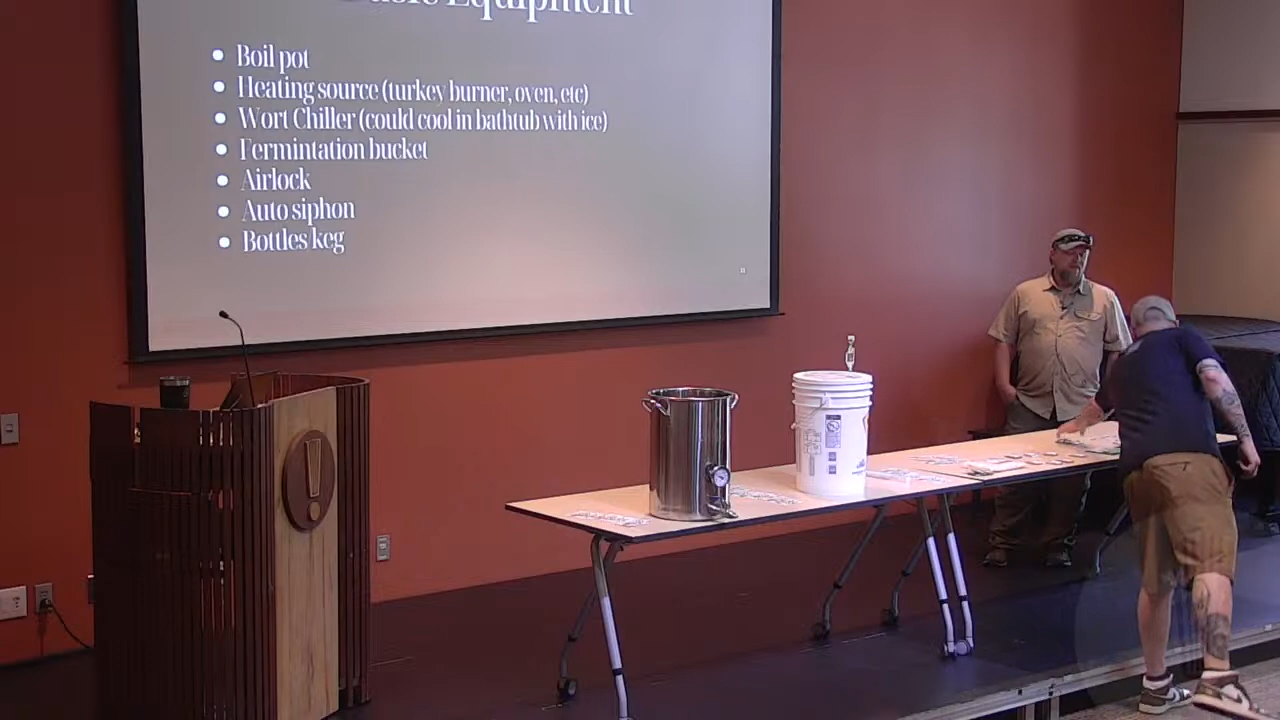 Basic Equipment
Boil pot
Heating source (turkey burner, oven, etc)
Wort Chiller (could cool in bathtub with ice)
Fermintation bucket
Airlock
Auto siphon
Bottles/keg